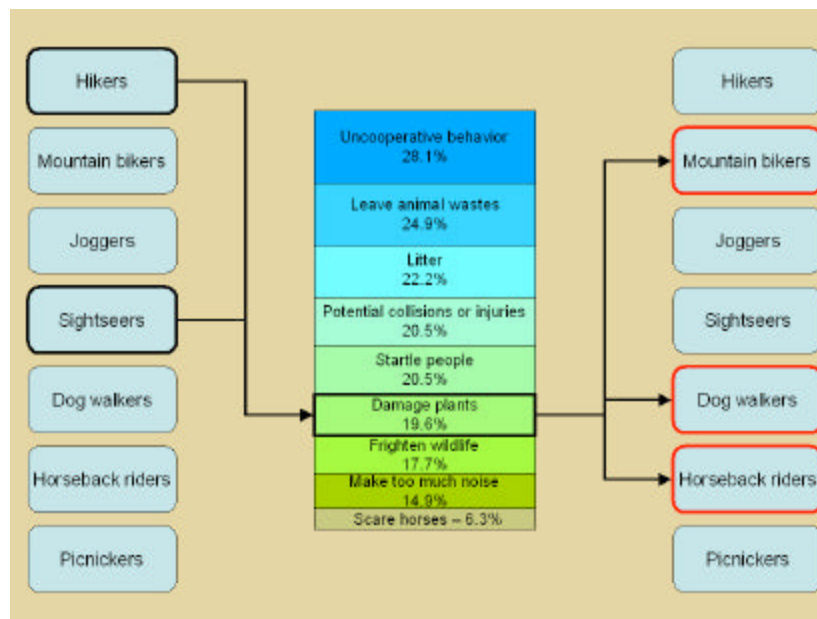 Hikers
Mountain bikers
Joggers
Sightseers
Dog walkers
Horseback riders
Picnickers
Uncooperative behavior
28.1%
Leave animal wastes
24.9%
Litter
22.2%
Potential collisions or injuries
20.5%
Startle people
20.5%
Damage plants
19.6%
Frighten wildlife
17.7%
Make too much noise
14.9%
Scare horses – 6.3%
Hikers
Mountain bikers
Joggers
Sightseers
Dog walkers
Horseback riders
Picnickers